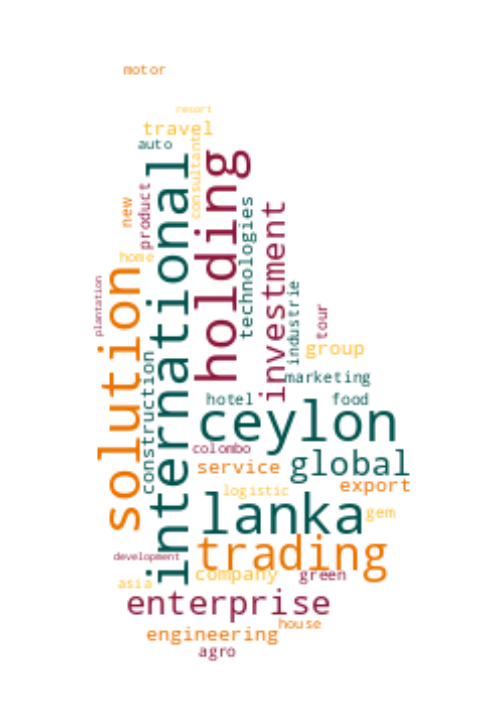 motor
resort
travel
auto
consultant
international
holding
new
product
technologies
investment
home
plantation
solution
construction
industrie
tour
group
marketing
hotel
food
ceylon
colombo
service
global
logistic
export
lanka
gem
trading
development
asia
company
green
enterprise
house
engineering
agro